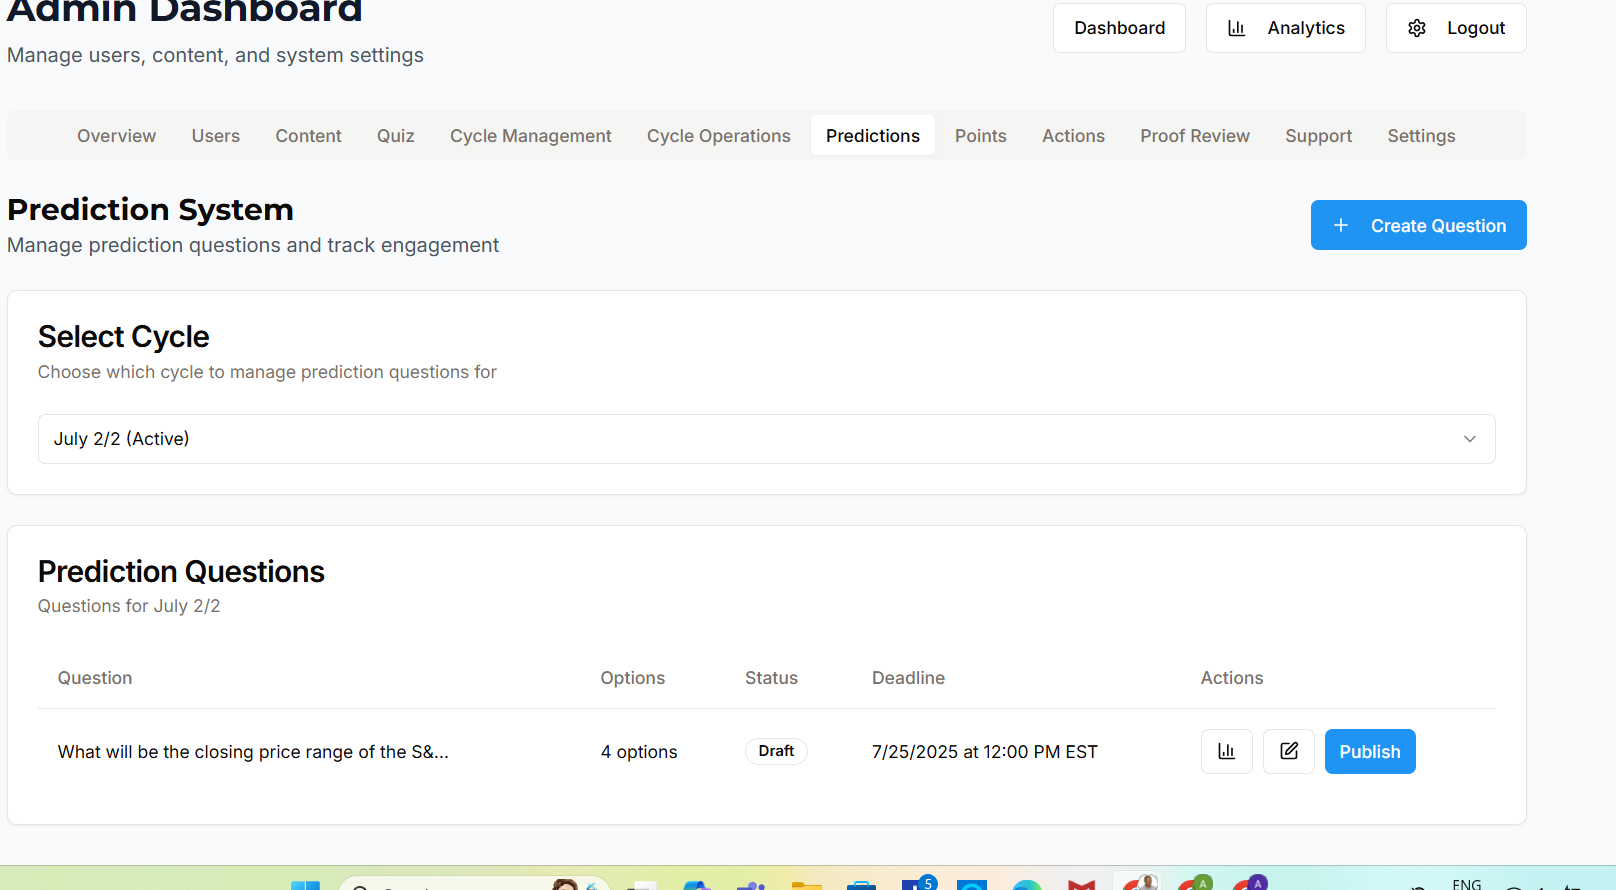 Admin Dashboard
Manage users, content, and system settings
Dashboard
Analytics
Logout
Overview Users Content Quiz Cycle Management Cycle Operations Predictions Points Actions Proof Review Support Settings
Prediction System
Manage prediction questions and track engagement
Create Question
Select Cycle
Choose which cycle to manage prediction questions for
July 2/2 (Active)
Prediction Questions
Questions for July 2/2
Question Options Status Deadline Actions
What will be the closing price range of the S&... 4 options Draft 7/25/2025 at 12:00 PM EST Publish
5 A A ENG